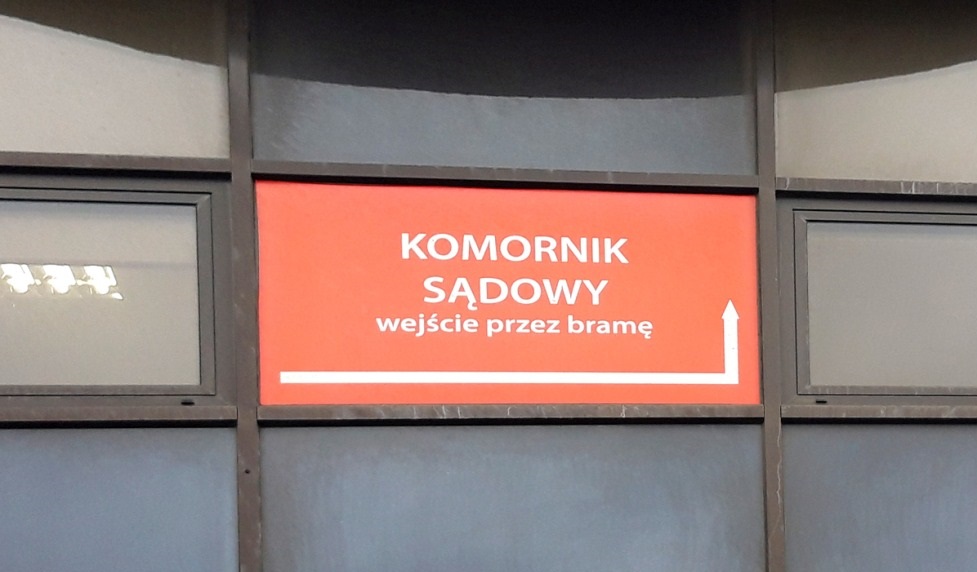 KOMORNIK
SĄDOWY
wejście przez bramę